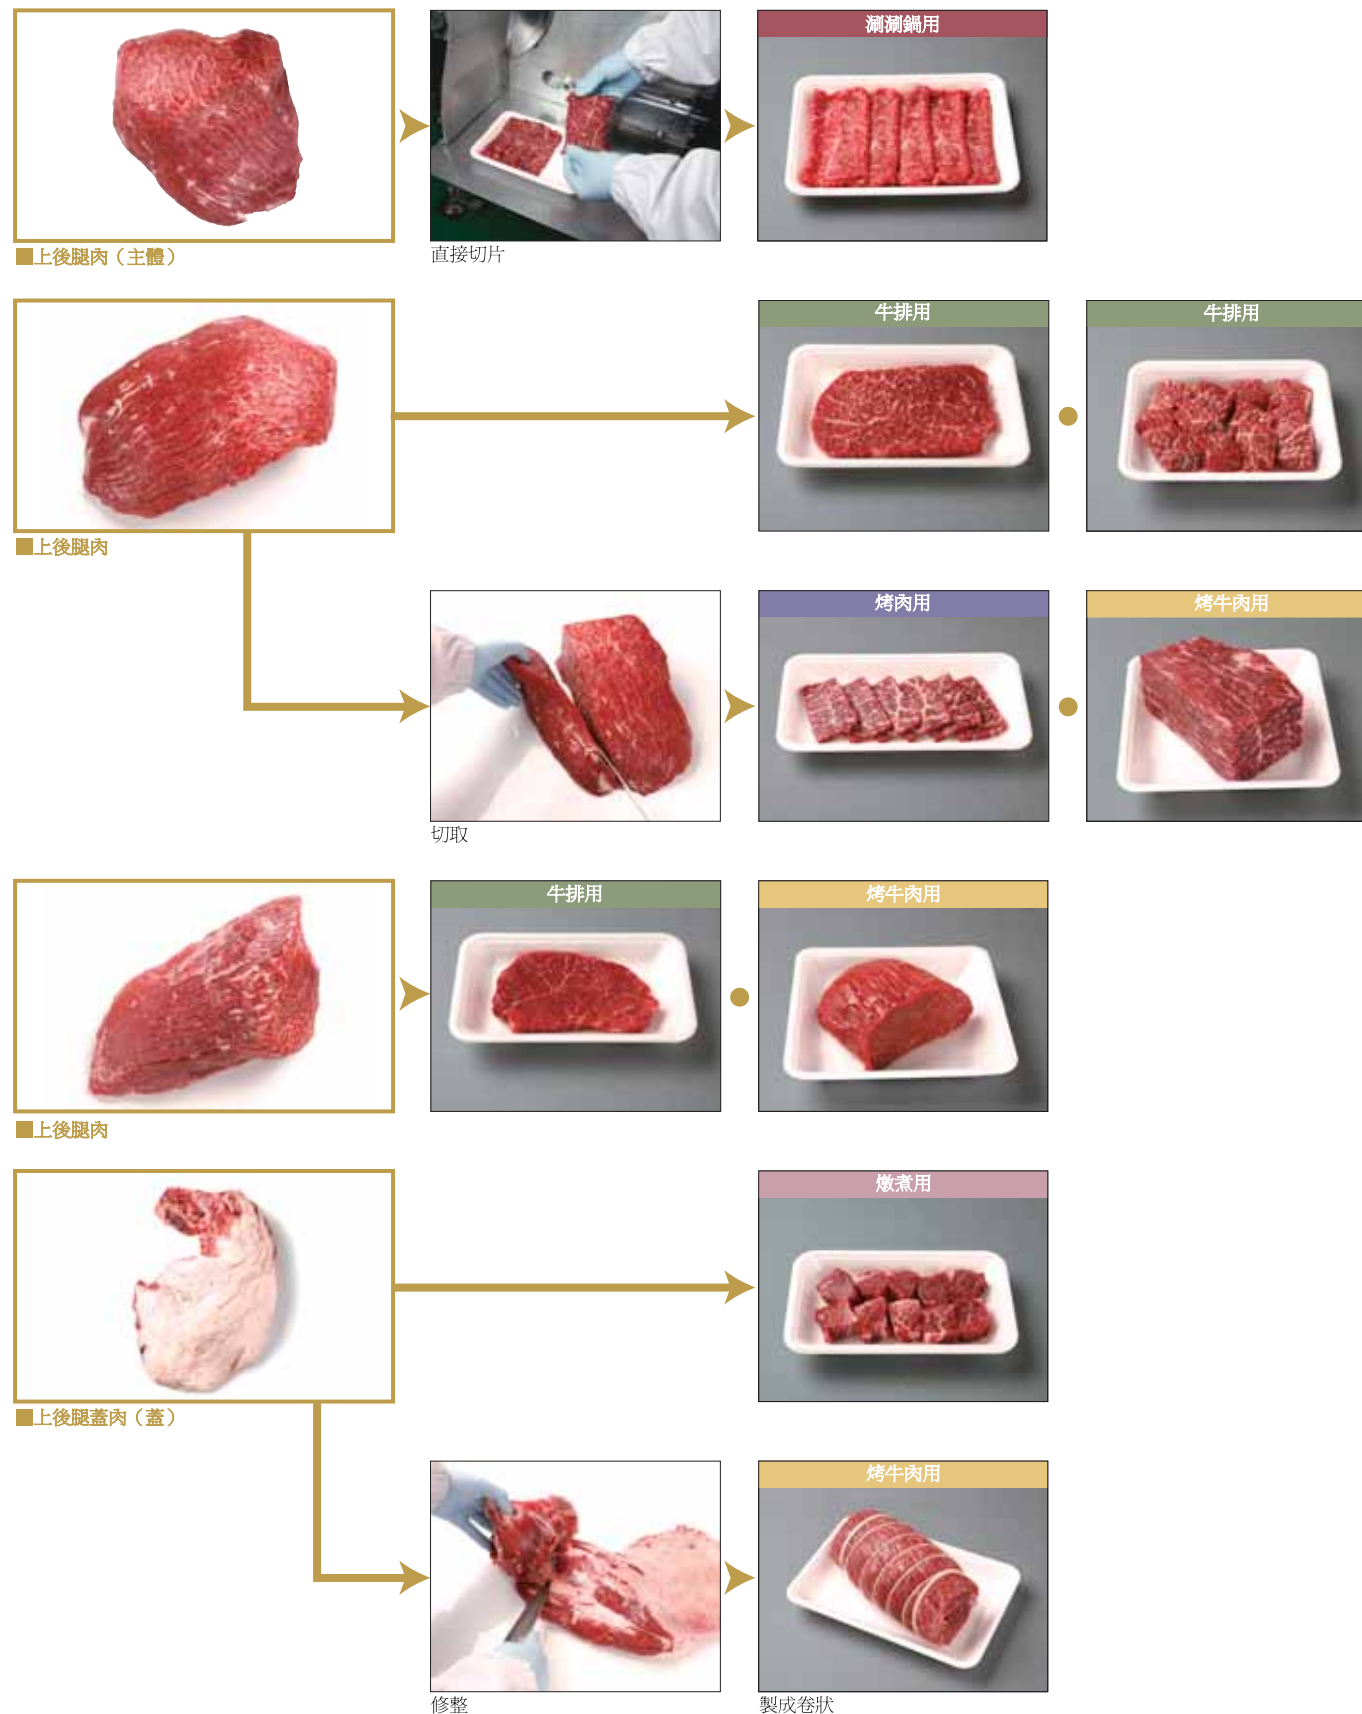 涮涮鍋用
■上後腿肉（主體）
直接切片
牛排用
牛排用
■上後腿肉
烤肉用
烤牛肉用
切取
牛排用
烤牛肉用
■上後腿肉
燉煮用
■上後腿蓋肉（蓋）
烤牛肉用
修整
製成卷狀